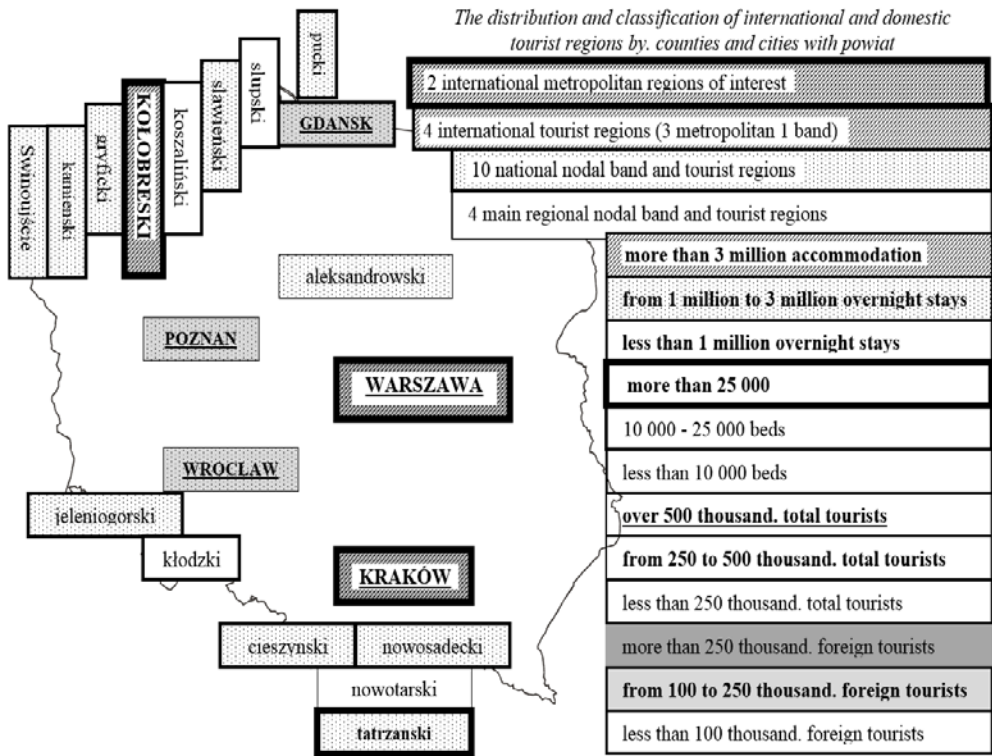 The distribution and classification of international and domestic
tourist regions by. counties and cities with powiat
2 international metropolitan regions of interest
4 international tourist regions (3 metropolitan 1 band)
10 national nodal band and tourist regions
4 main regional nodal band and tourist regions
more than 3 million accommodation
from 1 million to 3 million overnight stays
less than 1 million overnight stays
more than 25 000
10 000 - 25 000 beds
less than 10 000 beds
over 500 thousand. total tourists
from 250 to 500 thousand. total tourists
less than 250 thousand. total tourists
more than 250 thousand. foreign tourists
from 100 to 250 thousand. foreign tourists
less than 100 thousand. foreign tourists
Swinoujście
kamienski
gryficki
KOŁOBRESKI
koszaliński
sławieński
słupski
pucki
GDANSK
aleksandrowski
POZNAN
WARSZAWA
WROCŁAW
jeleniogorski
kłodzki
KRAKÓW
cieszynski
nowosadecki
nowotarski
tatrzanski